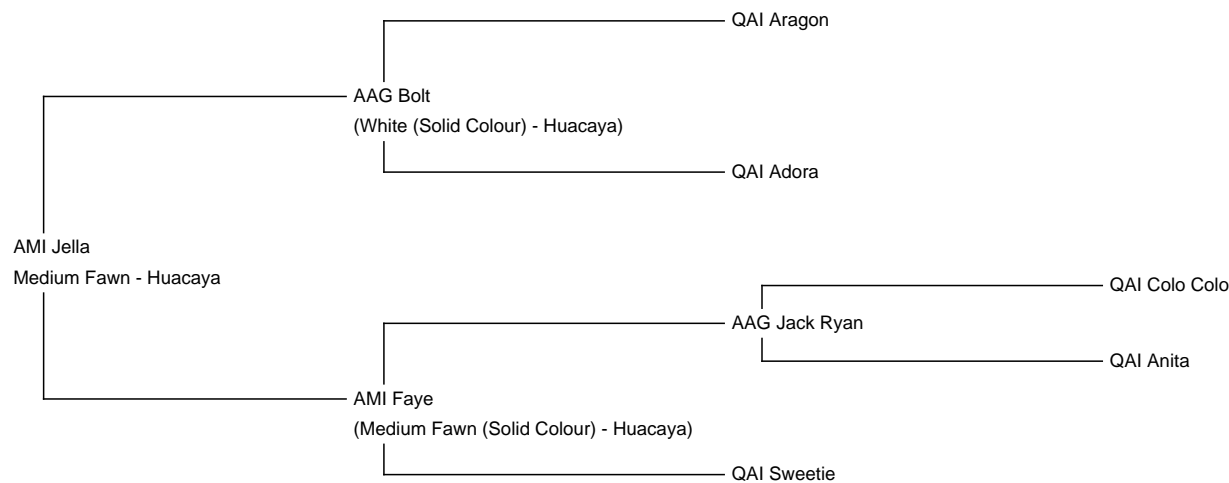 QAI Aragon
AAG Bolt
(White (Solid Colour) - Huacaya)
QAI Adora
AMI Jella
Medium Fawn - Huacaya
QAI Colo Colo
AAG Jack Ryan
QAI Anita
AMI Faye
(Medium Fawn (Solid Colour) - Huacaya)
QAI Sweetie